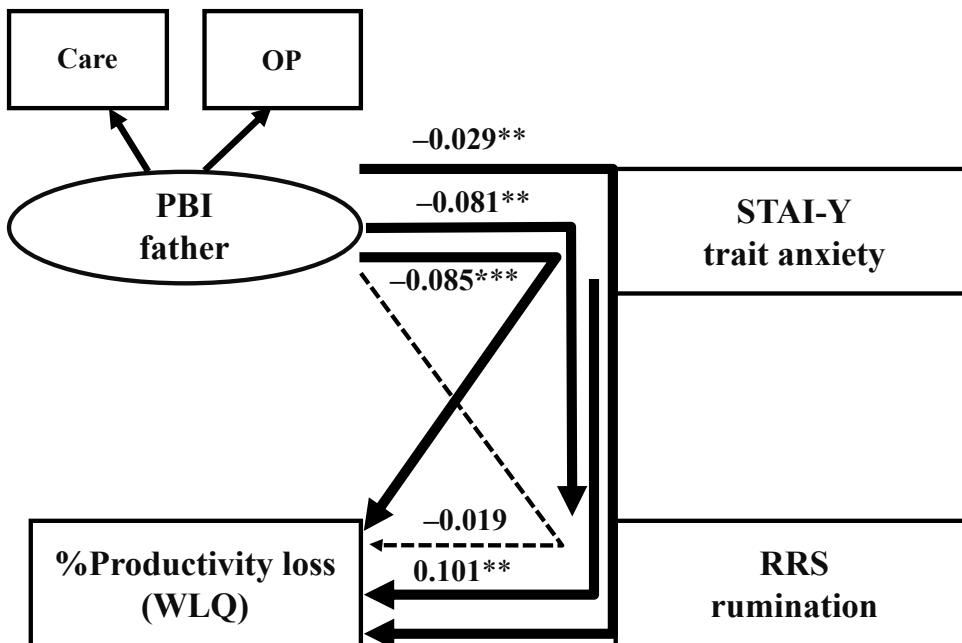 Care
OP
–0.029**
PBI
father
–0.081**
STAI-Y
trait anxiety
–0.085***
–0.019
%Productivity loss
(WLQ)
0.101**
RRS
rumination